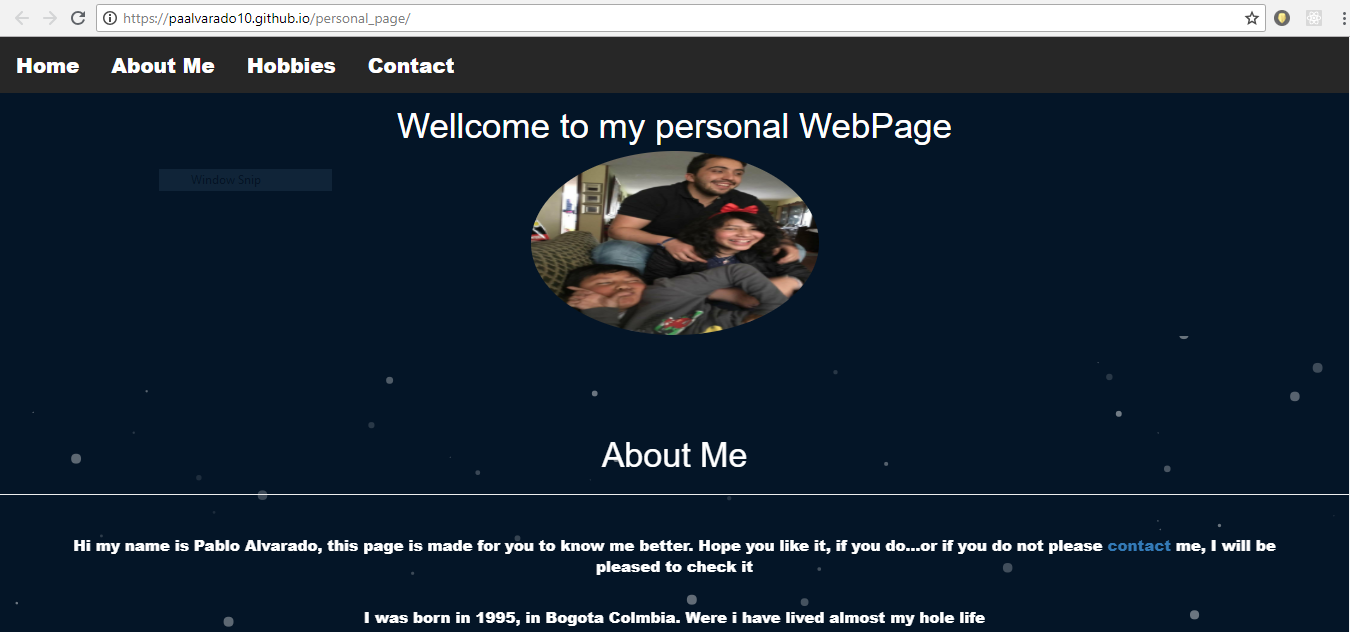 https://paalvarado10.github.io/personal_page/
Home About Me Hobbies Contact
Wellcome to my personal WebPage
Window Snip
About Me
Hi my name is Pablo Alvarado, this page is made for you to know me better. Hope you like it, if you do...or if you do not please contact me, I will be
pleased to check it
I was born in 1995, in Bogota Colmbia. Were i have lived almost my hole life